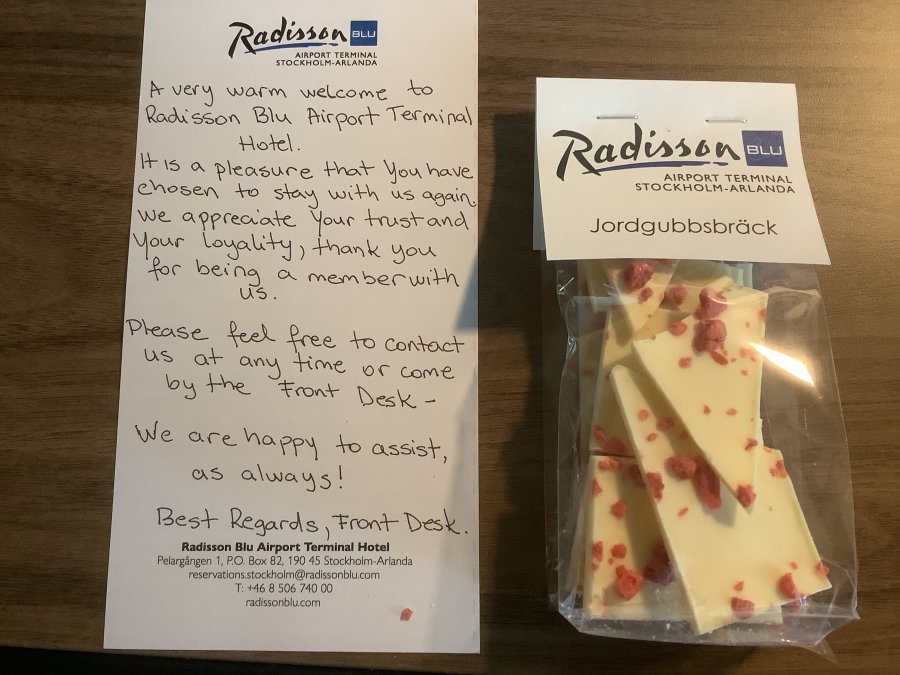 Radisson BLU
AIRPORT TERMINAL
STOCKHOLM-ARLANDA
A very warm welcome to
Radisson Blu Airport Terminal
Hotel.
It is a pleasure that You have
chosen to stay with us again.
We appreciate Your trust and
Your loyality, thank you
for being a member with
us.
Please feel free to contact
us at any time or come
by the Front Desk -
We are happy to assist,
as always!
Best Regards, Front Desk.
Radisson Blu Airport Terminal Hotel
Pelargången 1, P.O. Box 82, 190 45 Stockholm-Arlanda
reservations.stockholm@radissonblu.com
T: +46 8 506 740 00
radissonblu.com
Radisson BLU
AIRPORT TERMINAL
STOCKHOLM-ARLANDA
Jordgubbsbräck